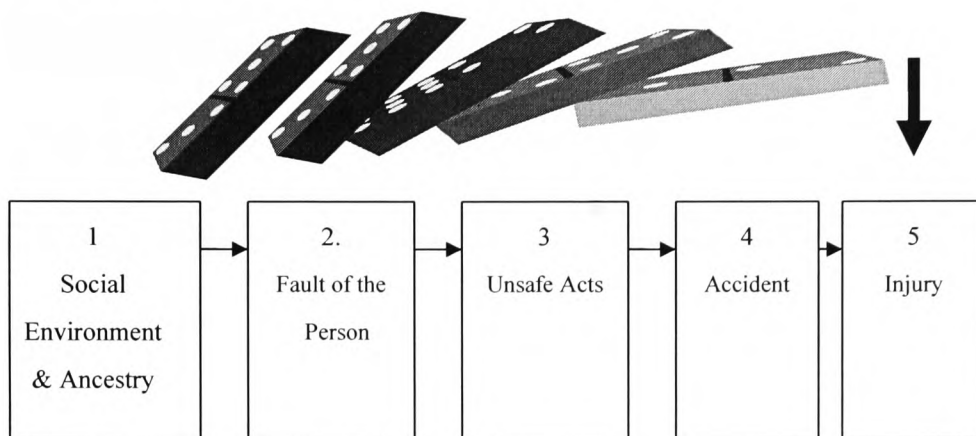 1
Social
Environment
& Ancestry
2.
Fault of the
Person
3
Unsafe Acts
4
Accident
5
Injury